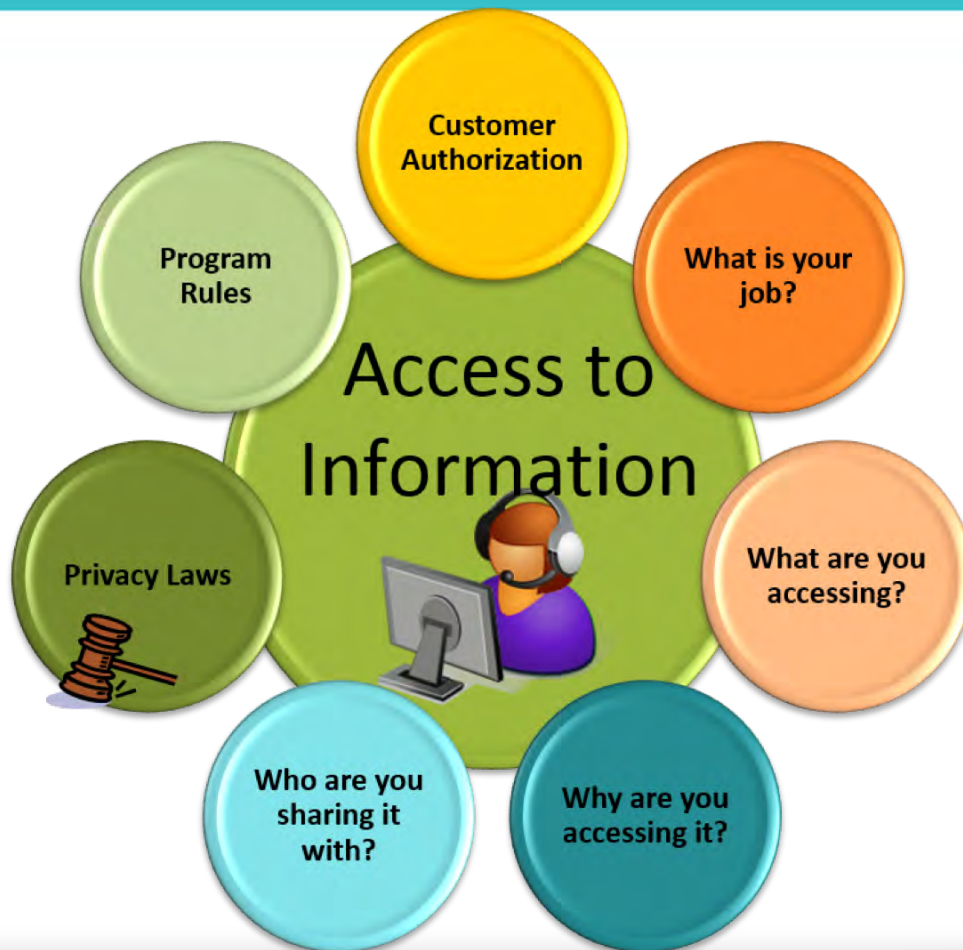 Access to
Information
Customer
Authorization
What is your
job?
What are you
accessing?
Why are you
accessing it?
Who are you
sharing it
with?
Privacy Laws
Program
Rules